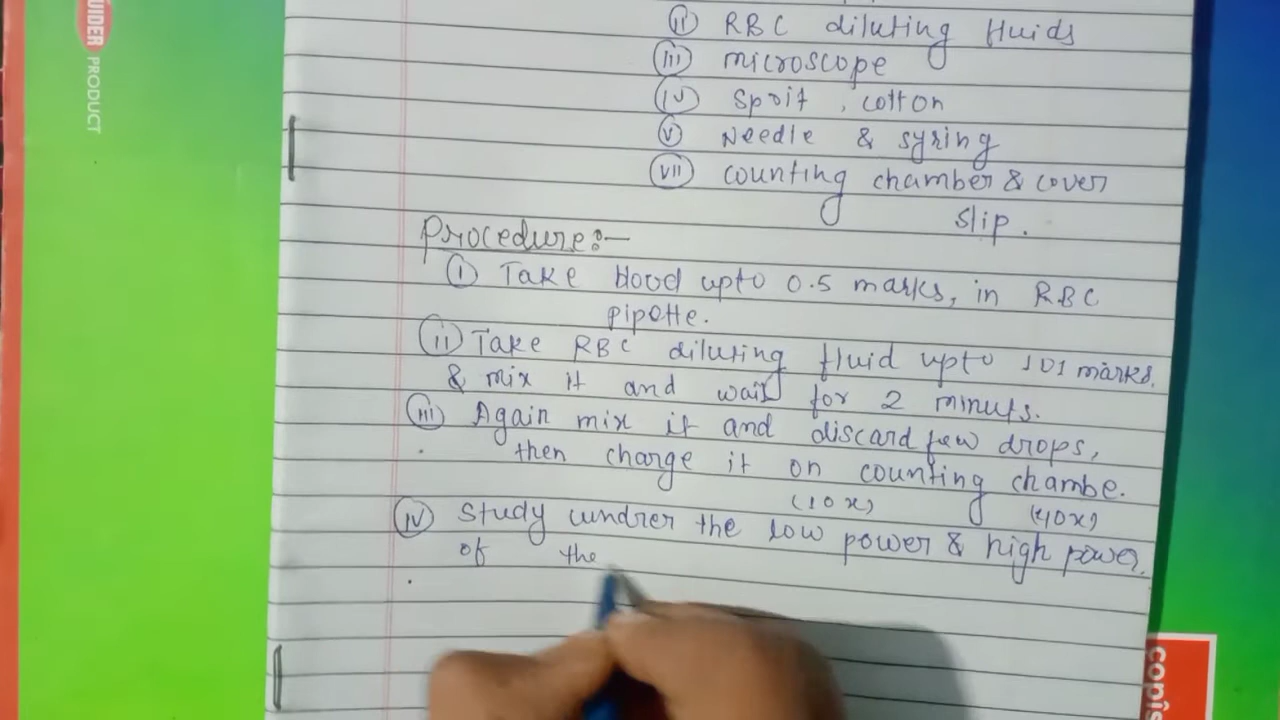 UIDER PRODUCT
(ii) RBC diluting fluids
(iii) microscope
(iv) sprit, cotton
(v) Needle & syring
(vii) counting chamber & cover
slip.
Procedure:-
(i) Take blood upto 0.5 marks, in RBC
pipette.
(ii) Take RBC diluting fluid upto 101 marks.
& mix it and wait for 2 minuts.
(iii) Again mix it and discard few drops,
then charge it on counting chambe.
(10x) (40x)
(iv) Study undrer the low power & high power.
of the